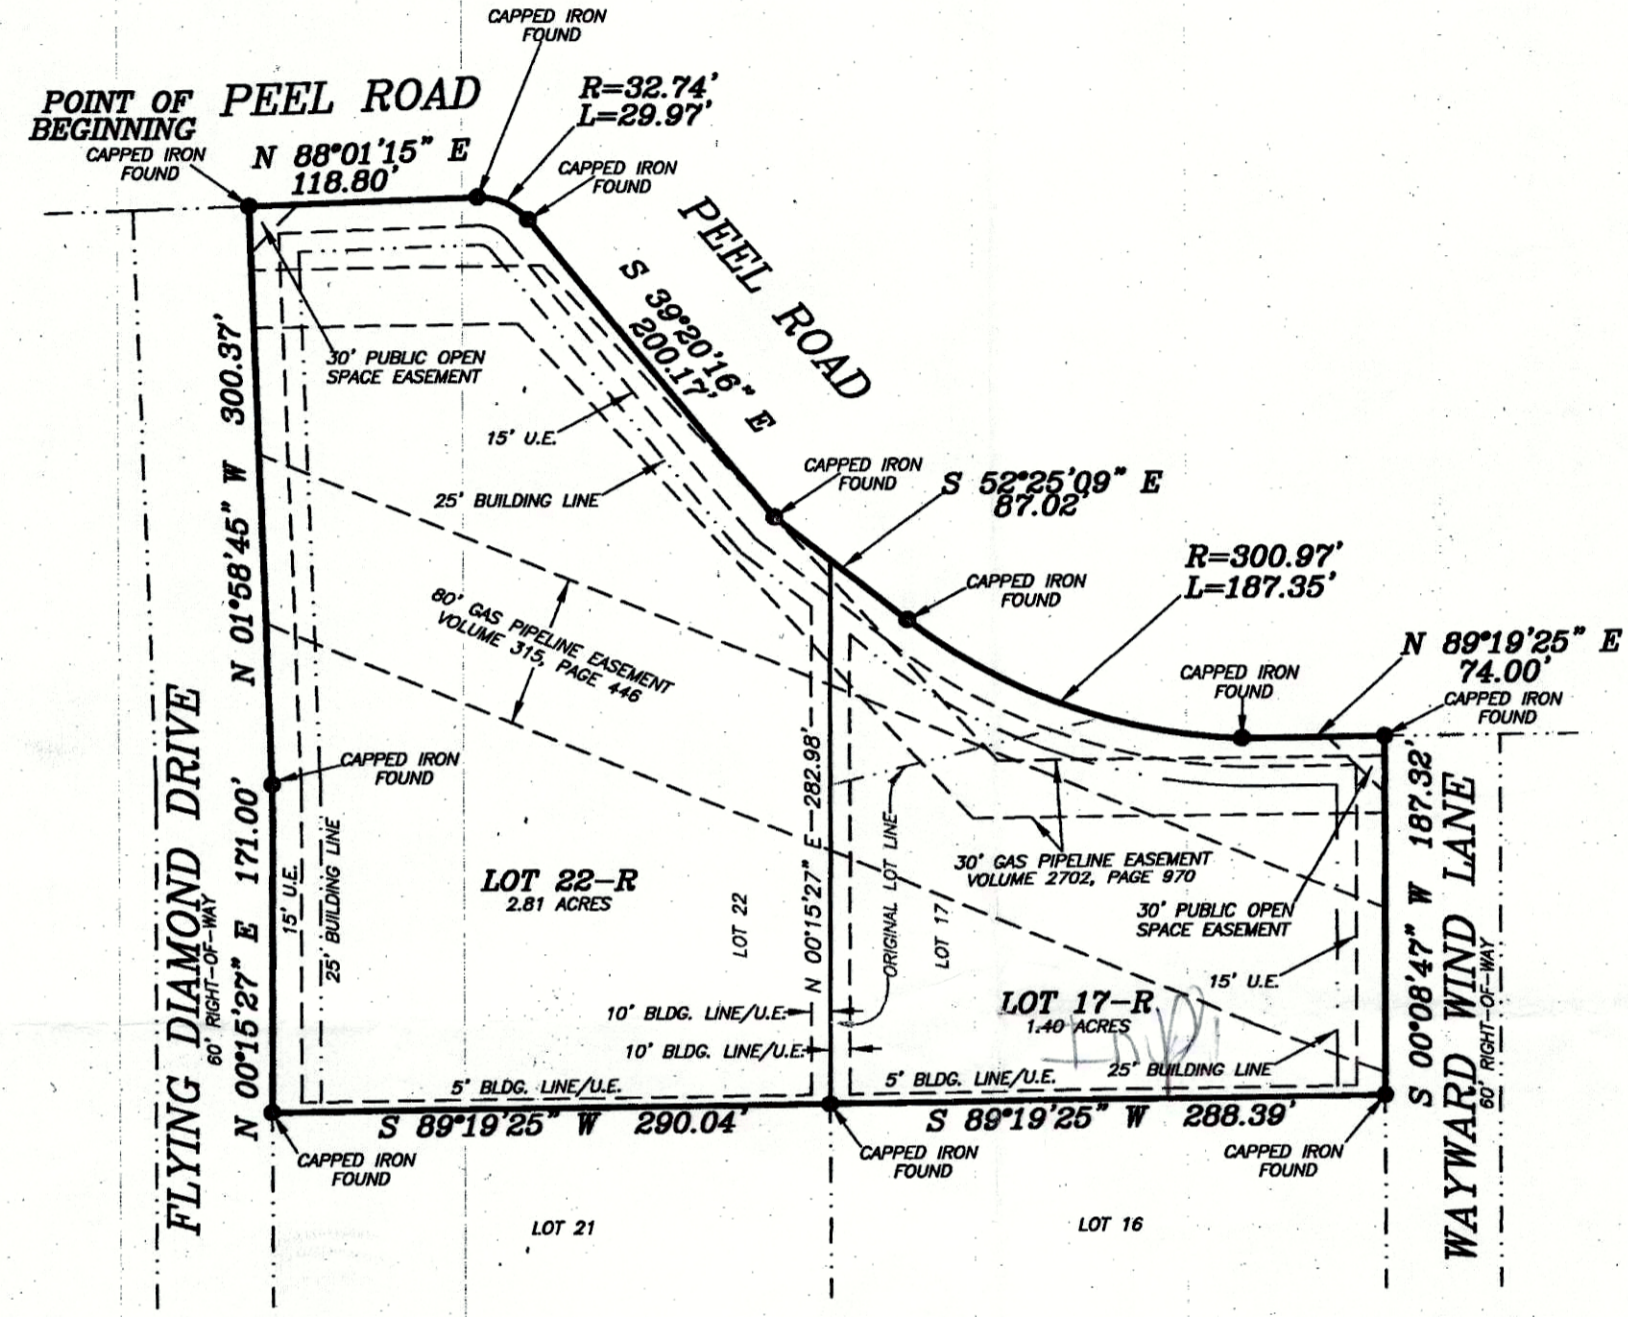 CAPPED IRON
FOUND
POINT OF
BEGINNING
PEEL ROAD
R=32.74'
L=29.97'
CAPPED IRON
FOUND
N 88°01'15" E
118.80'
CAPPED IRON
FOUND
PEEL ROAD
S 39°20'16" E
200.17'
30' PUBLIC OPEN
SPACE EASEMENT
N 01°58'45" W 300.37'
15' U.E.
25' BUILDING LINE
CAPPED IRON
FOUND
S 52°25'09" E
87.02'
R=300.97'
L=187.35'
CAPPED IRON
FOUND
80' GAS PIPELINE EASEMENT
VOLUME 315, PAGE 446
N 89°19'25" E
74.00'
CAPPED IRON
FOUND
CAPPED IRON
FOUND
FLYING DIAMOND DRIVE
60' RIGHT-OF-WAY
N 00°15'27" E 171.00'
CAPPED IRON
FOUND
15' U.E.
25' BUILDING LINE
LOT 22-R
2.81 ACRES
LOT 22
N 00°15'27" E 282.98'
ORIGINAL LOT LINE
LOT 17
30' GAS PIPELINE EASEMENT
VOLUME 2702, PAGE 970
30' PUBLIC OPEN
SPACE EASEMENT
15' U.E.
LOT 17-R
1.40 ACRES
25' BUILDING LINE
S 00°08'47" W 187.32'
WAYWARD WIND LANE
60' RIGHT-OF-WAY
10' BLDG. LINE/U.E.
10' BLDG. LINE/U.E.
5' BLDG. LINE/U.E.
5' BLDG. LINE/U.E.
S 89°19'25" W 290.04'
S 89°19'25" W 288.39'
CAPPED IRON
FOUND
CAPPED IRON
FOUND
CAPPED IRON
FOUND
LOT 21
LOT 16